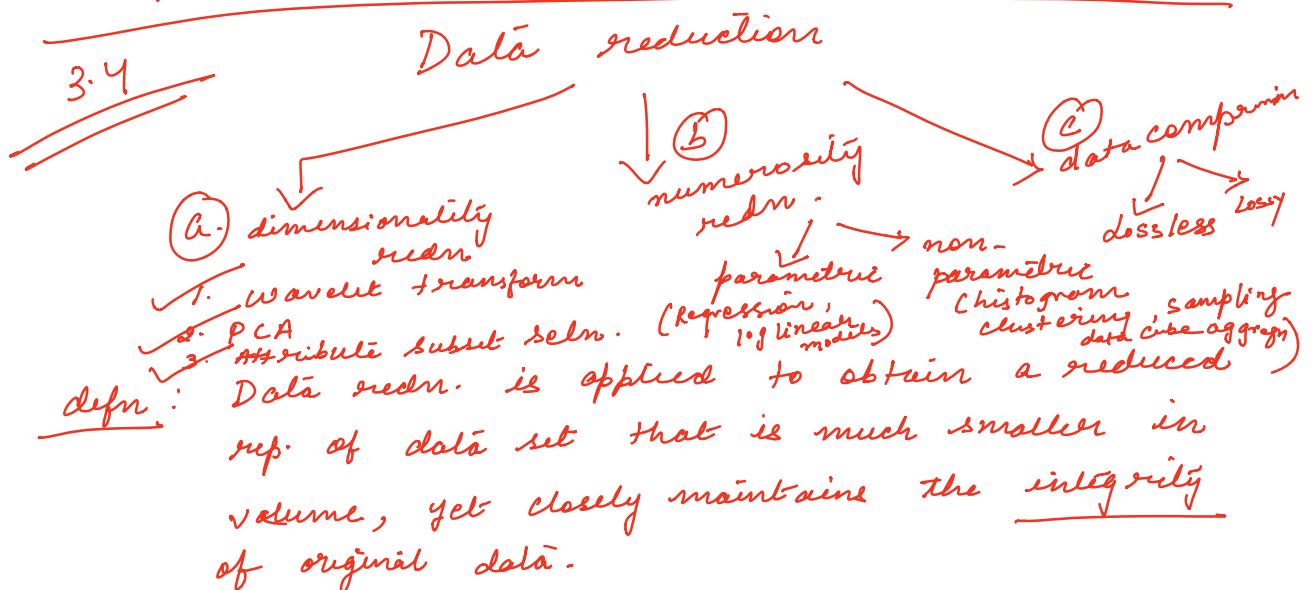 3.4
Data reduction
a. dimensionality
redn
1. wavelet transform
2. PCA
3. Attribute subset seln.
b
numerosity
redn.
parametric
(Regression,
log linear
models)
non-
parametric
(histogram
clustering, sampling
data cube aggregn)
c
data compression
Lossless
Lossy
defn : Data redn. is applied to obtain a reduced
rep. of data set that is much smaller in
volume, yet closely maintains the integrity
of original data.